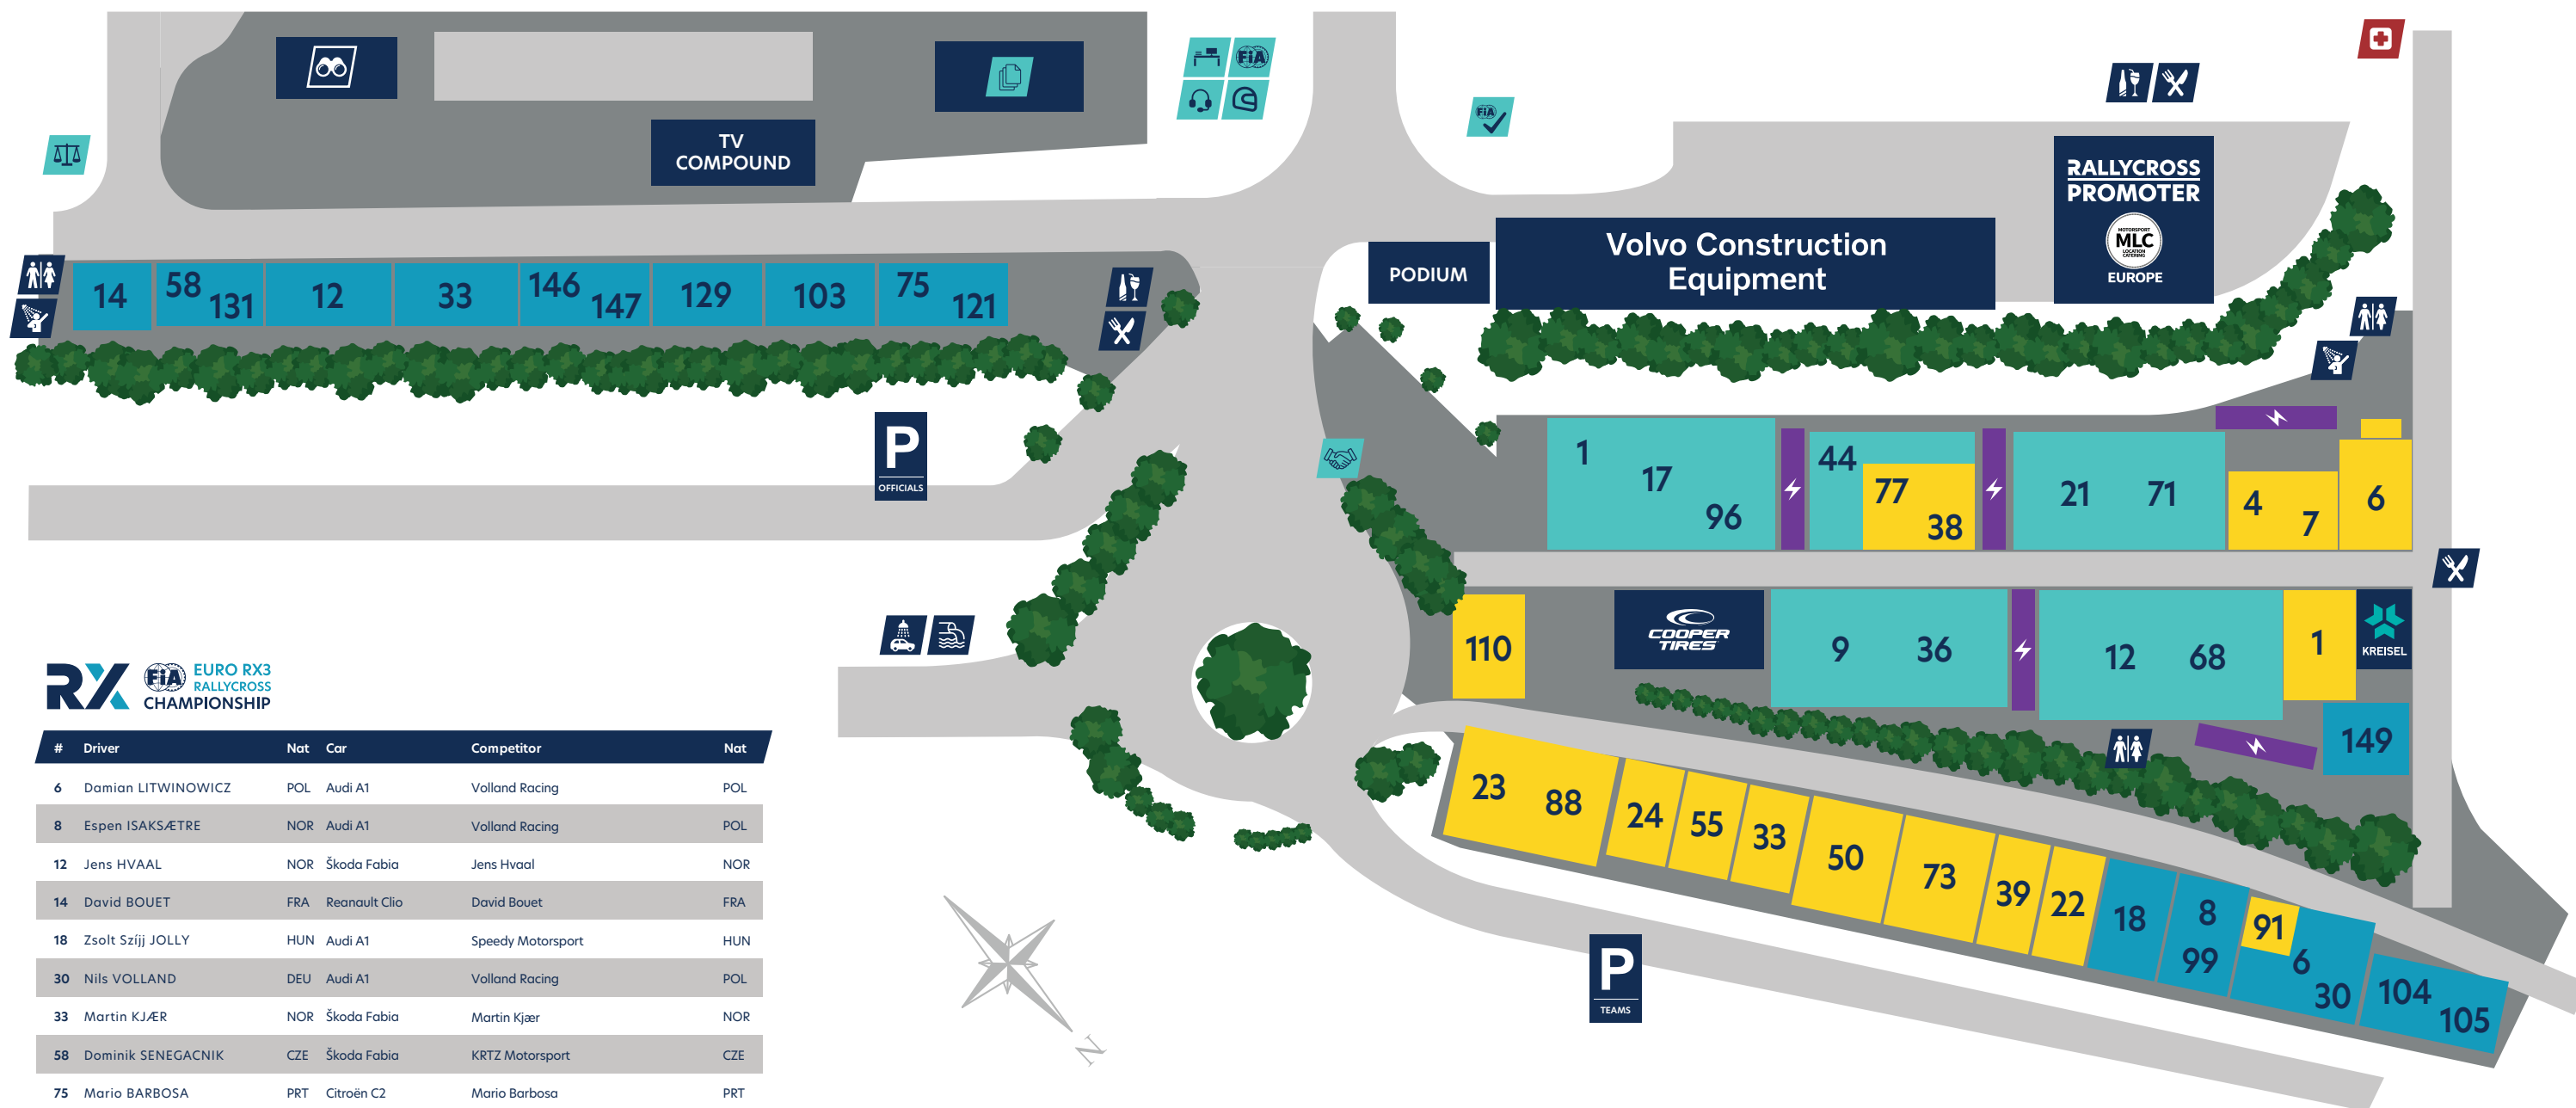 TV
COMPOUND
FiA
FiA
RALLYCROSS
PROMOTER
MOTORSPORT
MLC
LOCATION
CATERING
EUROPE
Volvo Construction
Equipment
PODIUM
14
58
131
12
33
146
147
129
103
75
121
P
OFFICIALS
1
17
96
44
77
38
21
71
4
7
6
110
COOPER
TIRES
9
36
12
68
1
KREISEL
149
23
88
24
55
33
50
73
39
22
18
8
99
91
6
30
104
105
P
TEAMS
N
RX FiA EURO RX3
RALLYCROSS
CHAMPIONSHIP
# Driver Nat Car Competitor Nat
6 Damian LITWINOWICZ POL Audi A1 Volland Racing POL
8 Espen ISAKSÆTRE NOR Audi A1 Volland Racing POL
12 Jens HVAAL NOR Škoda Fabia Jens Hvaal NOR
14 David BOUET FRA Reanault Clio David Bouet FRA
18 Zsolt Szíjj JOLLY HUN Audi A1 Speedy Motorsport HUN
30 Nils VOLLAND DEU Audi A1 Volland Racing POL
33 Martin KJÆR NOR Škoda Fabia Martin Kjær NOR
58 Dominik SENEGACNIK CZE Škoda Fabia KRTZ Motorsport CZE
75 Mario BARBOSA PRT Citroën C2 Mario Barbosa PRT